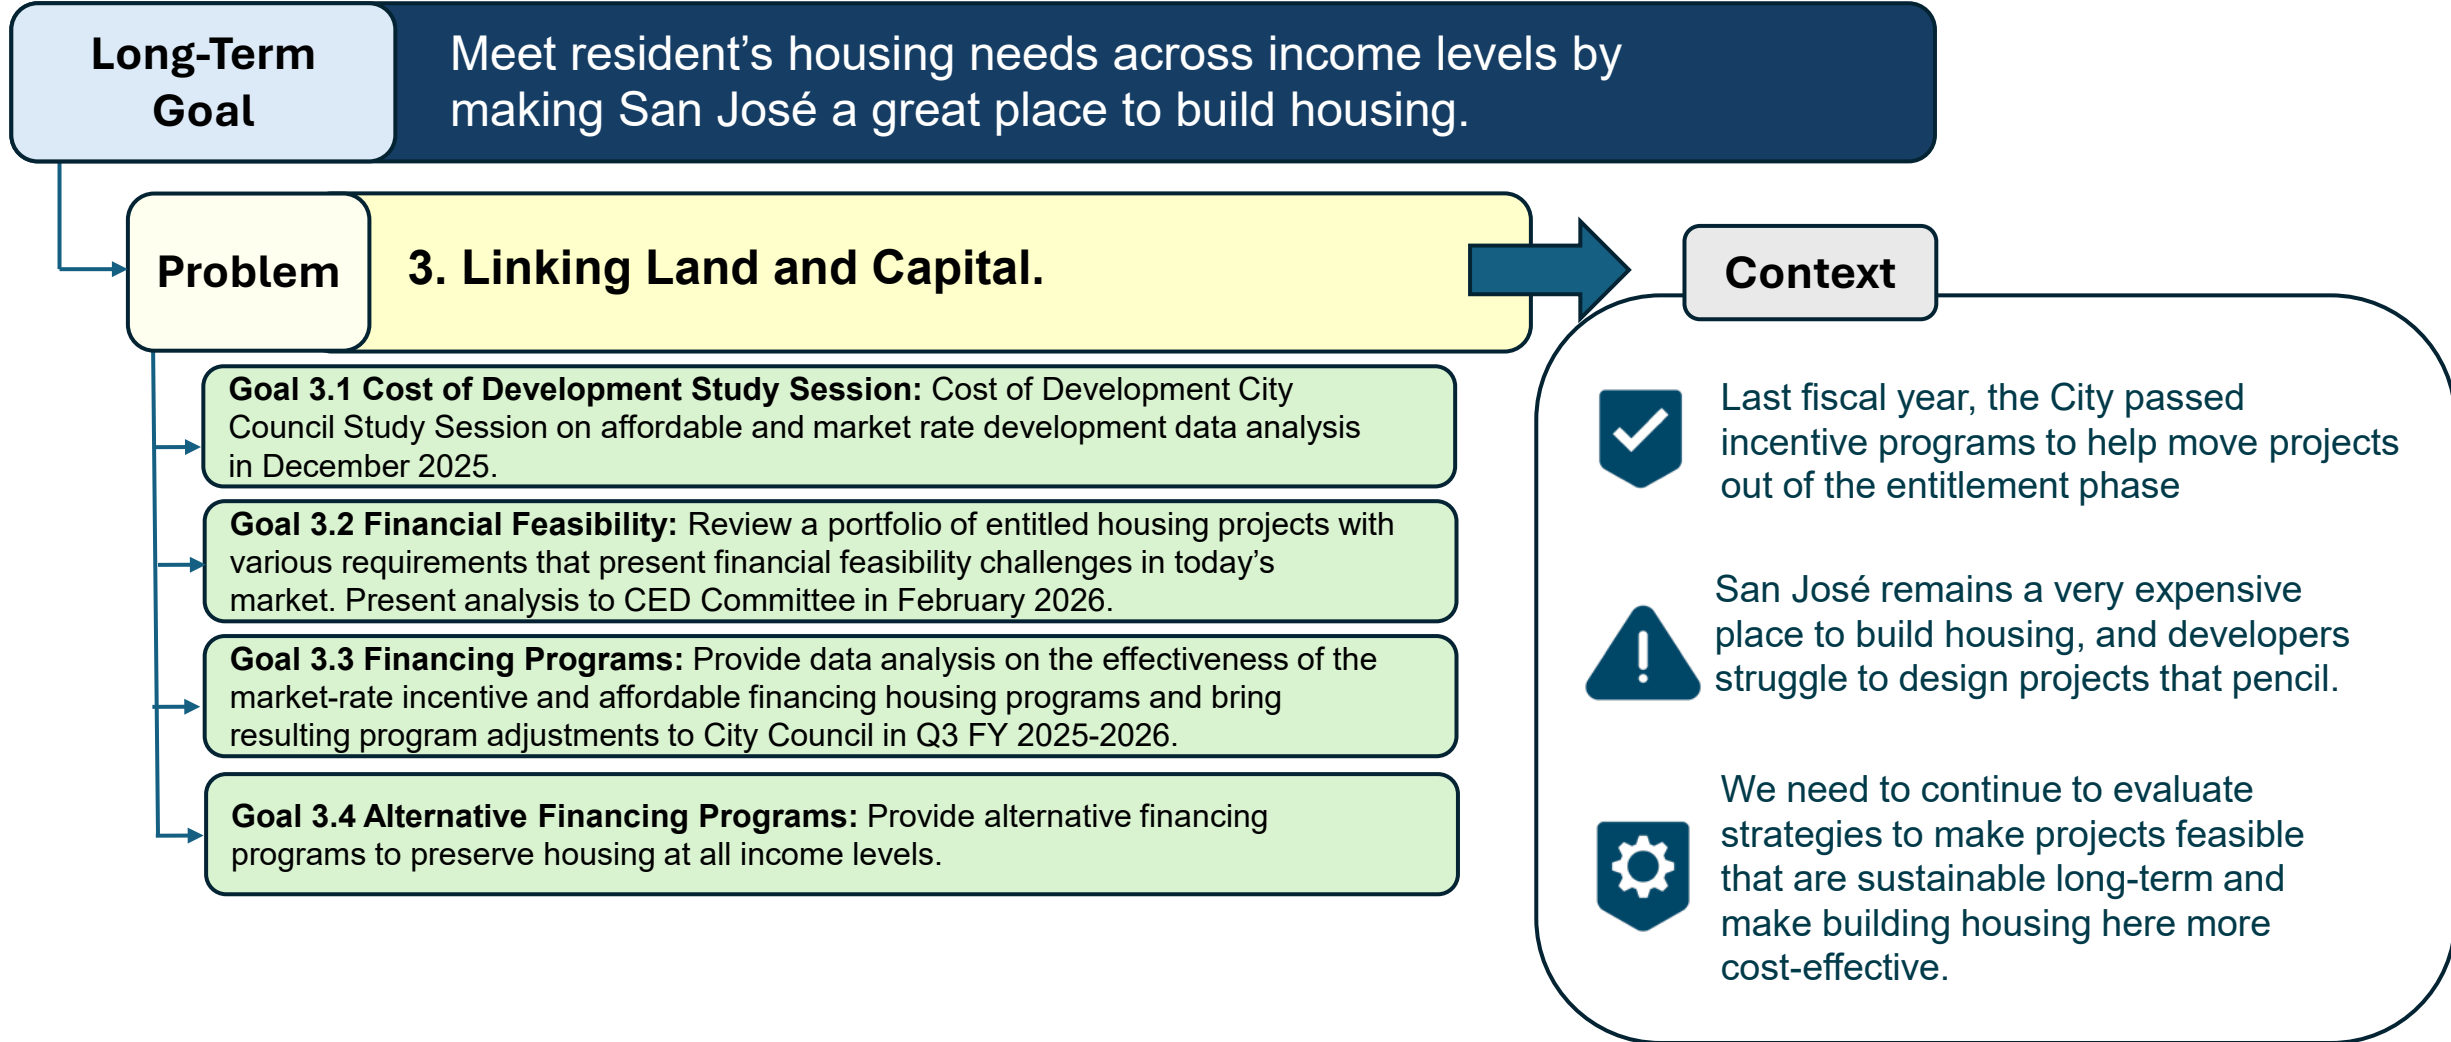 Long-Term
Goal
Meet resident’s housing needs across income levels by
making San José a great place to build housing.
Problem
3. Linking Land and Capital.
Goal 3.1 Cost of Development Study Session: Cost of Development City
Council Study Session on affordable and market rate development data analysis
in December 2025.
Goal 3.2 Financial Feasibility: Review a portfolio of entitled housing projects with
various requirements that present financial feasibility challenges in today’s
market. Present analysis to CED Committee in February 2026.
Goal 3.3 Financing Programs: Provide data analysis on the effectiveness of the
market-rate incentive and affordable financing housing programs and bring
resulting program adjustments to City Council in Q3 FY 2025-2026.
Goal 3.4 Alternative Financing Programs: Provide alternative financing
programs to preserve housing at all income levels.
Context
Last fiscal year, the City passed
incentive programs to help move projects
out of the entitlement phase
San José remains a very expensive
place to build housing, and developers
struggle to design projects that pencil.
We need to continue to evaluate
strategies to make projects feasible
that are sustainable long-term and
make building housing here more
cost-effective.